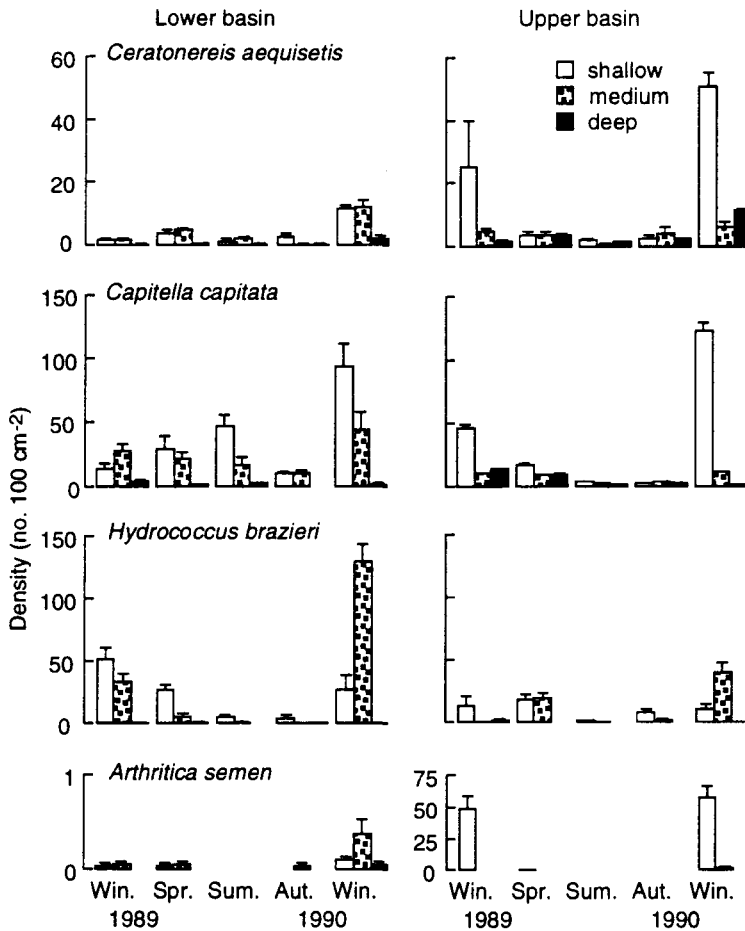 Lower basin
Upper basin
Ceratonereis aequisetis
60
40
20
0
shallow
medium
deep
Capitella capitata
150
100
50
0
Hydrococcus brazieri
150
100
50
0
Density (no. 100 cm-2)
Arthritica semen
1
0
75
50
25
0
Win. Spr. Sum. Aut. Win.
1989 1990
Win. Spr. Sum. Aut. Win.
1989 1990